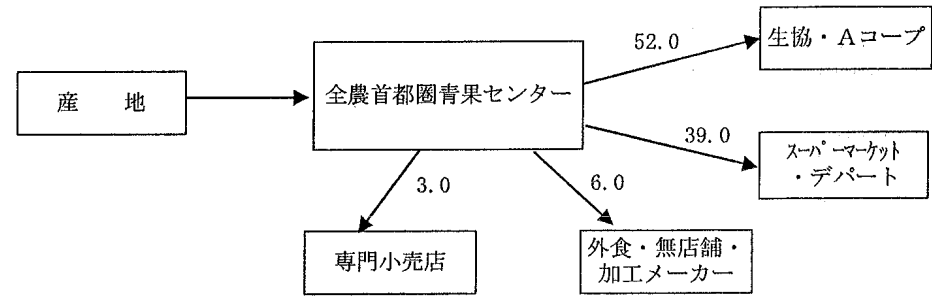 52.0
生協・Aコープ
産　地
全農首都圏青果センター
39.0
スーパーマーケット
・デパート
3.0
6.0
専門小売店
外食・無店舗・
加工メーカー